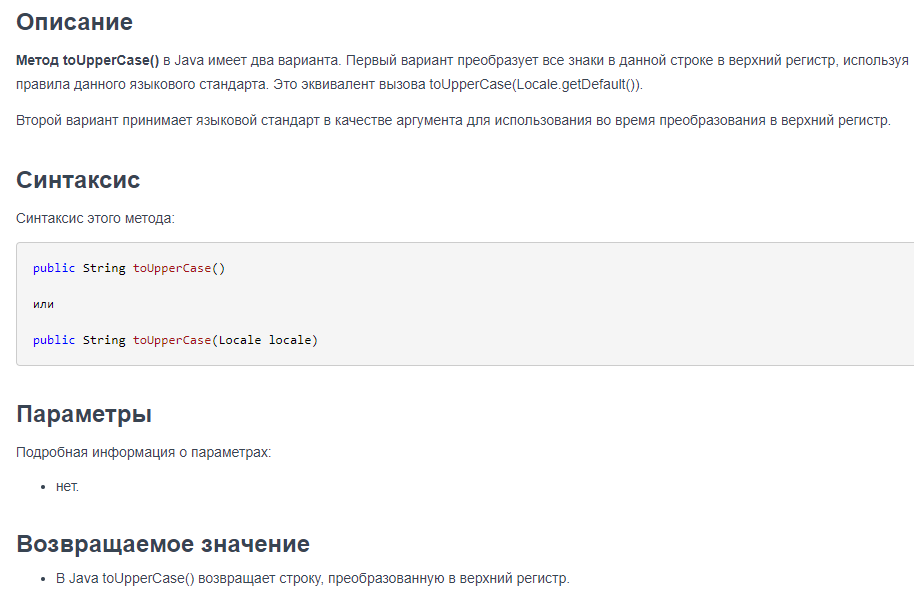 Описание
Метод toUpperCase() в Java имеет два варианта. Первый вариант преобразует все знаки в данной строке в верхний регистр, используя
правила данного языкового стандарта. Это эквивалент вызова toUpperCase(Locale.getDefault()).
Второй вариант принимает языковой стандарт в качестве аргумента для использования во время преобразования в верхний регистр.
Синтаксис
Синтаксис этого метода:
public String toUpperCase()
или
public String toUpperCase(Locale locale)
Параметры
Подробная информация о параметрах:
• нет.
Возвращаемое значение
• В Java toUpperCase() возвращает строку, преобразованную в верхний регистр.